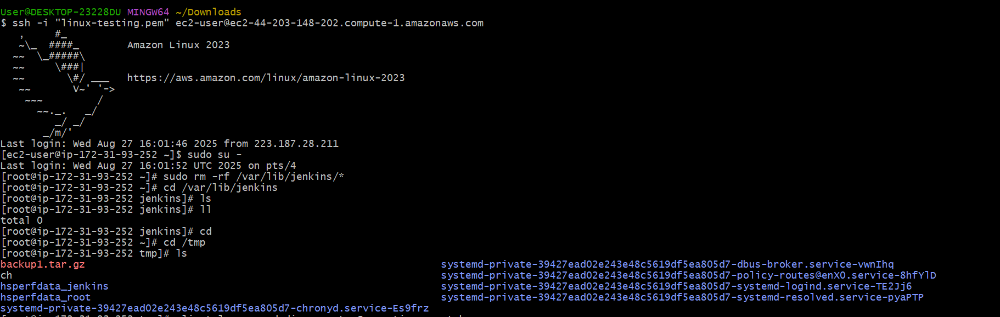 User@DESKTOP-23228DU MINGW64 ~/Downloads
$ ssh -i "linux-testing.pem" ec2-user@ec2-44-203-148-202.compute-1.amazonaws.com
   ,     #_
   ~\_  ####_        Amazon Linux 2023
  ~~  \_#####\
  ~~     \###|
  ~~       \#/ ___   https://aws.amazon.com/linux/amazon-linux-2023
   ~~       V~' '->
    ~~~         /
      ~~._.   _/
         _/ _/
       _/m/'
Last login: Wed Aug 27 16:01:46 2025 from 223.187.28.211
[ec2-user@ip-172-31-93-252 ~]$ sudo su -
Last login: Wed Aug 27 16:01:52 UTC 2025 on pts/4
[root@ip-172-31-93-252 ~]# sudo rm -rf /var/lib/jenkins/*
[root@ip-172-31-93-252 ~]# cd /var/lib/jenkins
[root@ip-172-31-93-252 jenkins]# ls
[root@ip-172-31-93-252 jenkins]# ll
total 0
[root@ip-172-31-93-252 jenkins]# cd
[root@ip-172-31-93-252 ~]# cd /tmp
[root@ip-172-31-93-252 tmp]# ls
backup1.tar.gz systemd-private-39427ead02e243e48c5619df5ea805d7-dbus-broker.service-vwnIhq
ch systemd-private-39427ead02e243e48c5619df5ea805d7-policy-routes@enX0.service-8hfYlD
hsperfdata_jenkins systemd-private-39427ead02e243e48c5619df5ea805d7-systemd-logind.service-TE2Jj6
hsperfdata_root systemd-private-39427ead02e243e48c5619df5ea805d7-systemd-resolved.service-pyaPTP
systemd-private-39427ead02e243e48c5619df5ea805d7-chronyd.service-Es9frz